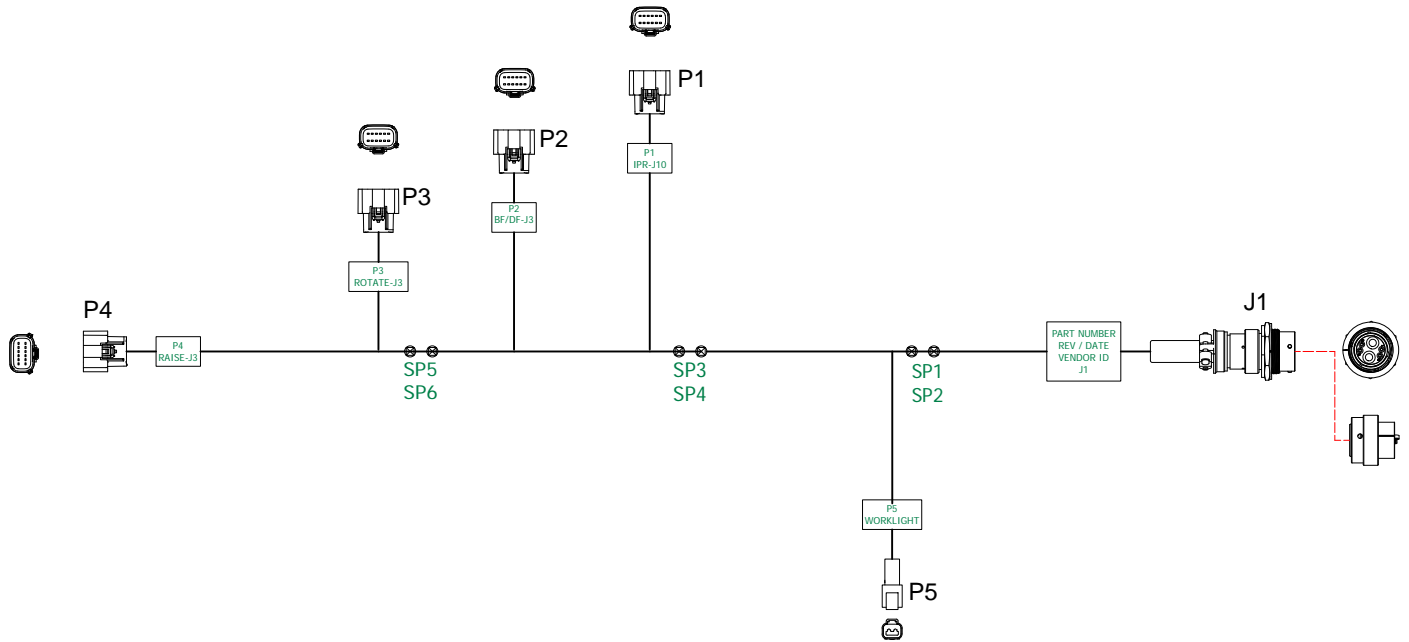 P1
P1
IPR-J10
P2
P2
BF/DF-J3
P3
P3
ROTATE-J3
P4
P4
RAISE-J3
SP5
SP6
SP3
SP4
SP1
SP2
PART NUMBER
REV / DATE
VENDOR ID
J1
J1
P5
WORKLIGHT
P5